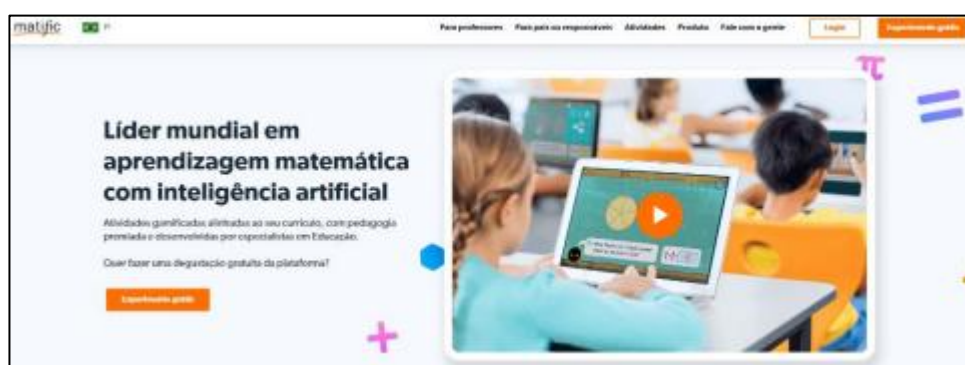 matific
Para professores Para pais ou responsáveis Atividades Produto Fale com a gente Login Experimente grátis
Líder mundial em
aprendizagem matemática
com inteligência artificial
Atividades gamificadas alinhadas ao seu currículo, com pedagogia
premiada e desenvolvidas por especialistas em Educação.
Quer fazer uma degustação gratuita da plataforma?
Experimente grátis